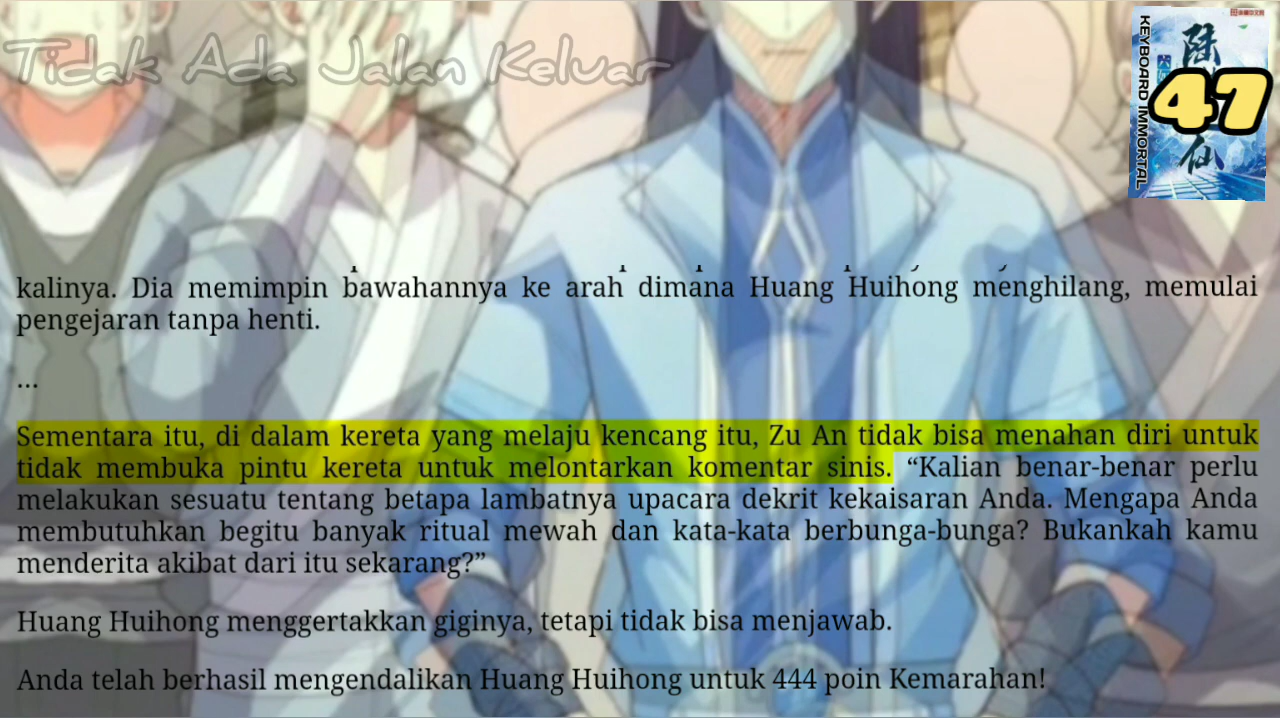 Tidak Ada Jalan Keluar
KEYBOARD IMMORTAL
47
kalinya. Dia memimpin bawahannya ke arah dimana Huang Huihong menghilang, memulai
pengejaran tanpa henti.
...
Sementara itu, di dalam kereta yang melaju kencang itu, Zu An tidak bisa menahan diri untuk
tidak membuka pintu kereta untuk melontarkan komentar sinis. “Kalian benar-benar perlu
melakukan sesuatu tentang betapa lambatnya upacara dekrit kekaisaran Anda. Mengapa Anda
membutuhkan begitu banyak ritual mewah dan kata-kata berbunga-bunga? Bukankah kamu
menderita akibat dari itu sekarang?”
Huang Huihong menggertakkan giginya, tetapi tidak bisa menjawab.
Anda telah berhasil mengendalikan Huang Huihong untuk 444 poin Kemarahan!